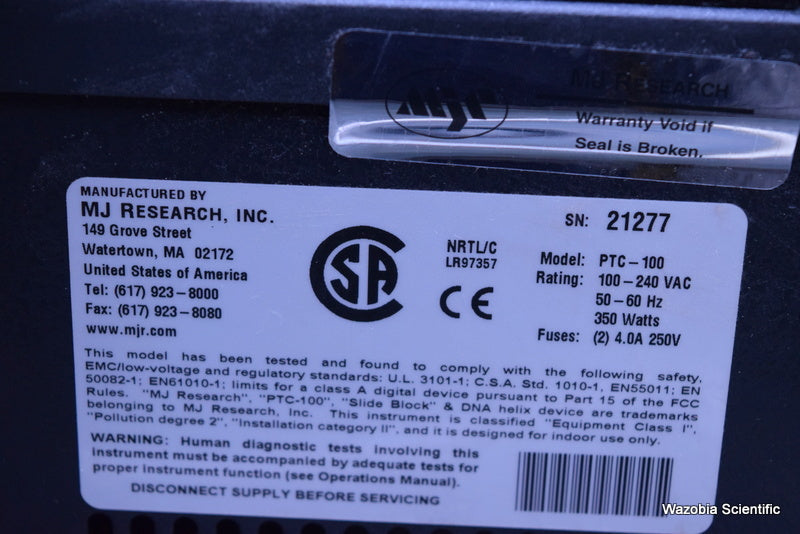 MJR
MJ RESEARCH
Warranty Void if
Seal is Broken.
MANUFACTURED BY
MJ RESEARCH, INC.
149 Grove Street
Watertown, MA 02172
United States of America
Tel: (617) 923-8000
Fax: (617) 923-8080
www.mjr.com
CSA
NRTL/C
LR97357
CE
SN: 21277
Model: PTC-100
Rating: 100-240 VAC
50-60 Hz
350 Watts
Fuses: (2) 4.0A 250V
This model has been tested and found to comply with the following safety,
EMC/low-voltage and regulatory standards: U.L. 3101-1; C.S.A. Std. 1010-1, EN55011; EN
50082-1; EN61010-1; limits for a class A digital device pursuant to Part 15 of the FCC
Rules. "MJ Research", "PTC-100", "Slide Block" & DNA helix device are trademarks
belonging to MJ Research, Inc. This instrument is classified "Equipment Class I",
"Pollution degree 2", "Installation category II", and it is designed for indoor use only.
WARNING: Human diagnostic tests involving this
instrument must be accompanied by adequate tests for
proper instrument function (see Operations Manual).
DISCONNECT SUPPLY BEFORE SERVICING
Wazobia Scientific